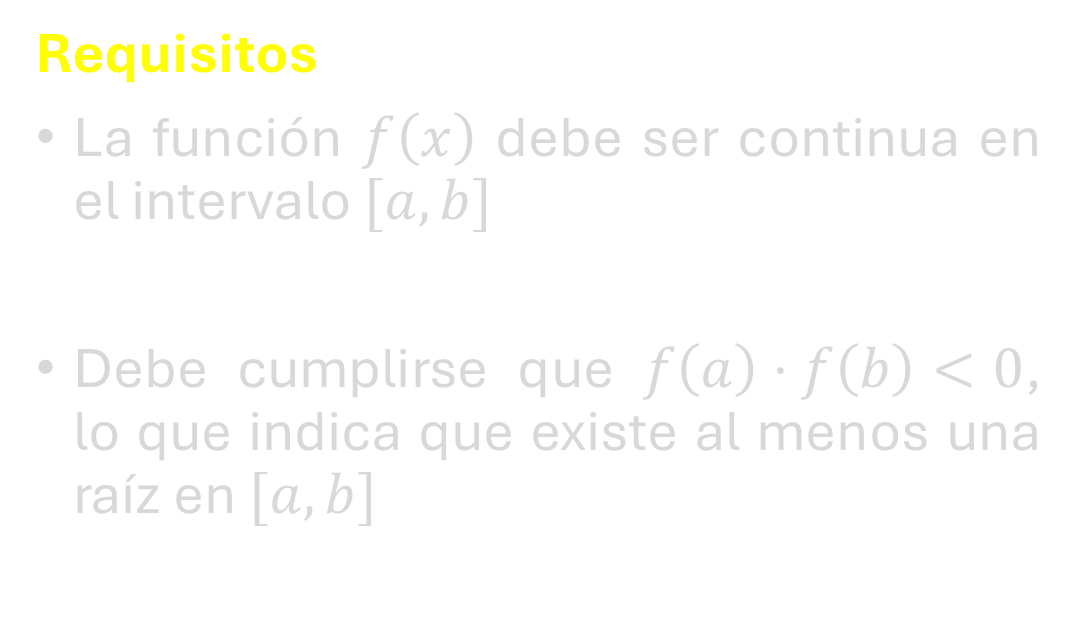 Requisitos
• La función f(x) debe ser continua en
el intervalo [a, b]
• Debe cumplirse que f(a) · f(b) < 0,
lo que indica que existe al menos una
raíz en [a, b]